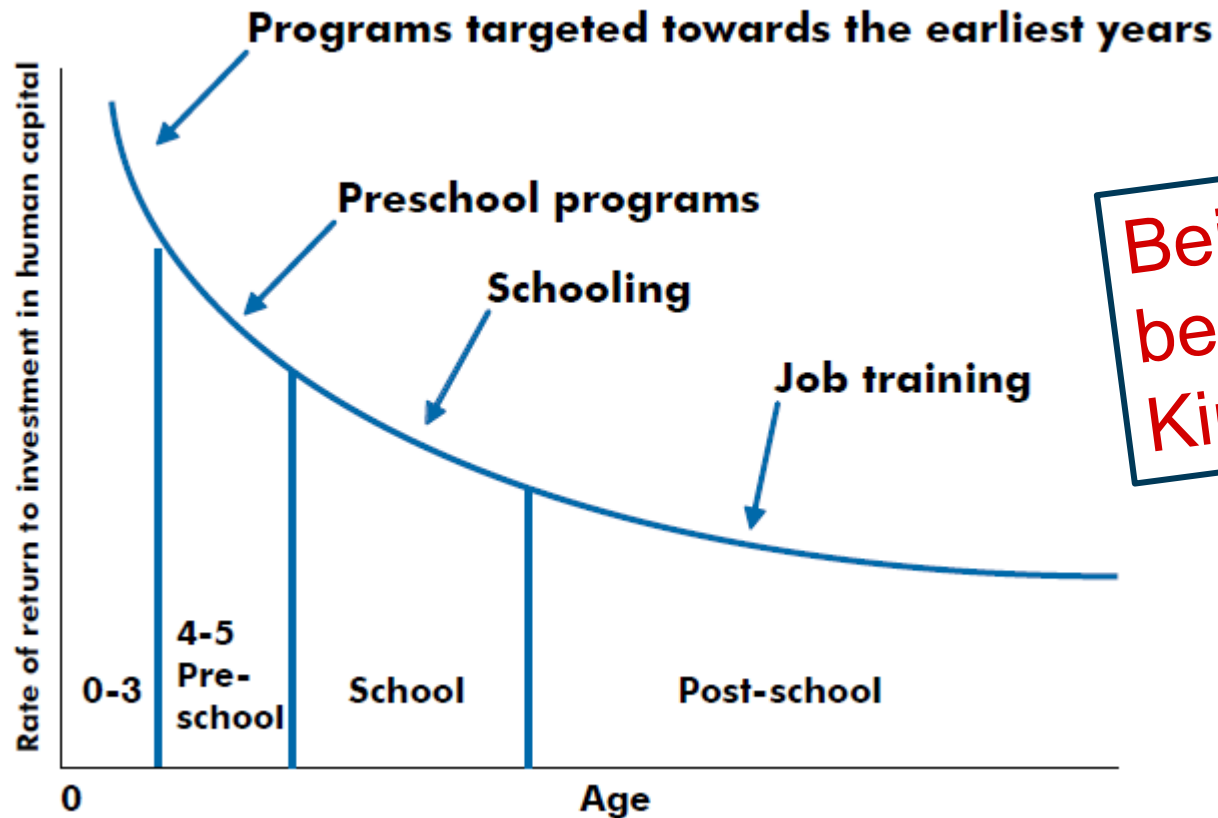 Programs targeted towards the earliest years
Rate of return to investment in human capital
Preschool programs
Schooling
Job training
0-3
4-5
Pre-
school
School
Post-school
0
Age